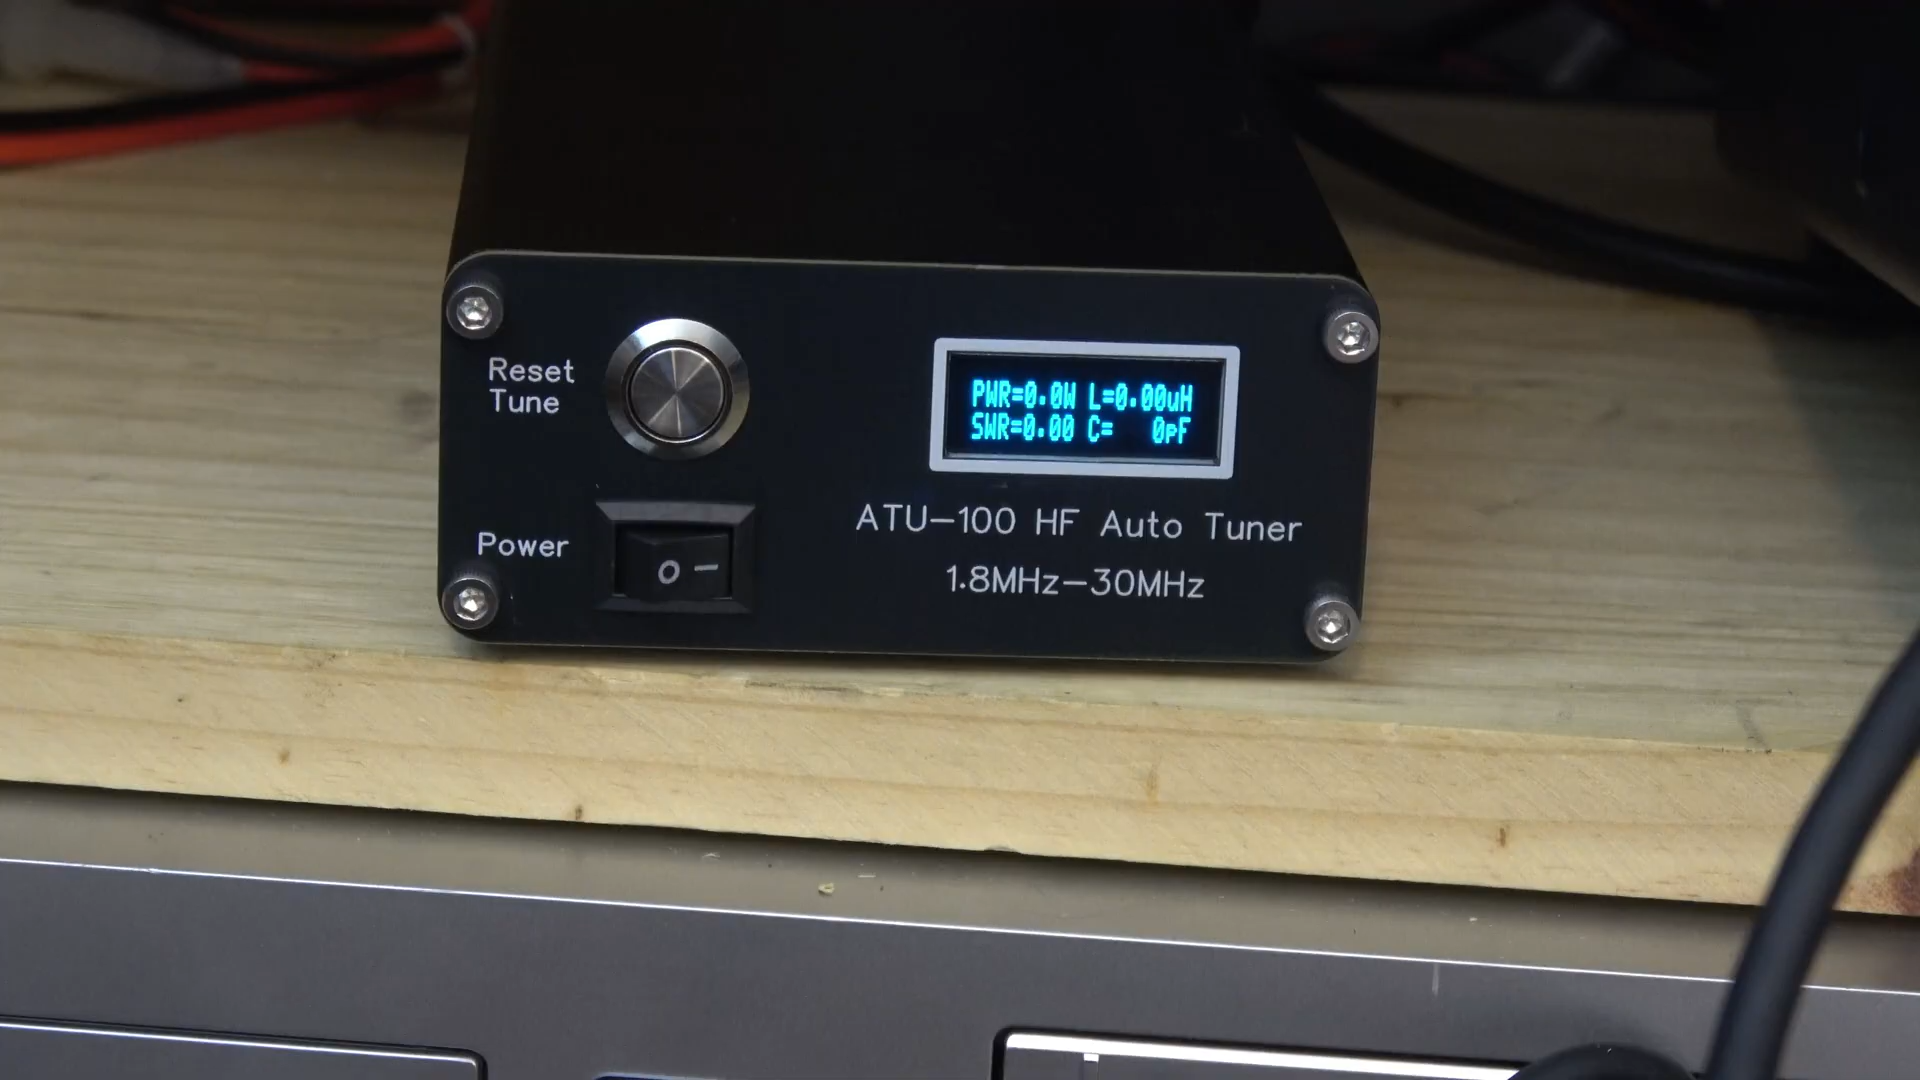 Reset
Tune
PWR=0.0W L=0.00uH
SWR=0.00 C=   0pF
ATU-100 HF Auto Tuner
Power
O –
1.8MHz-30MHz